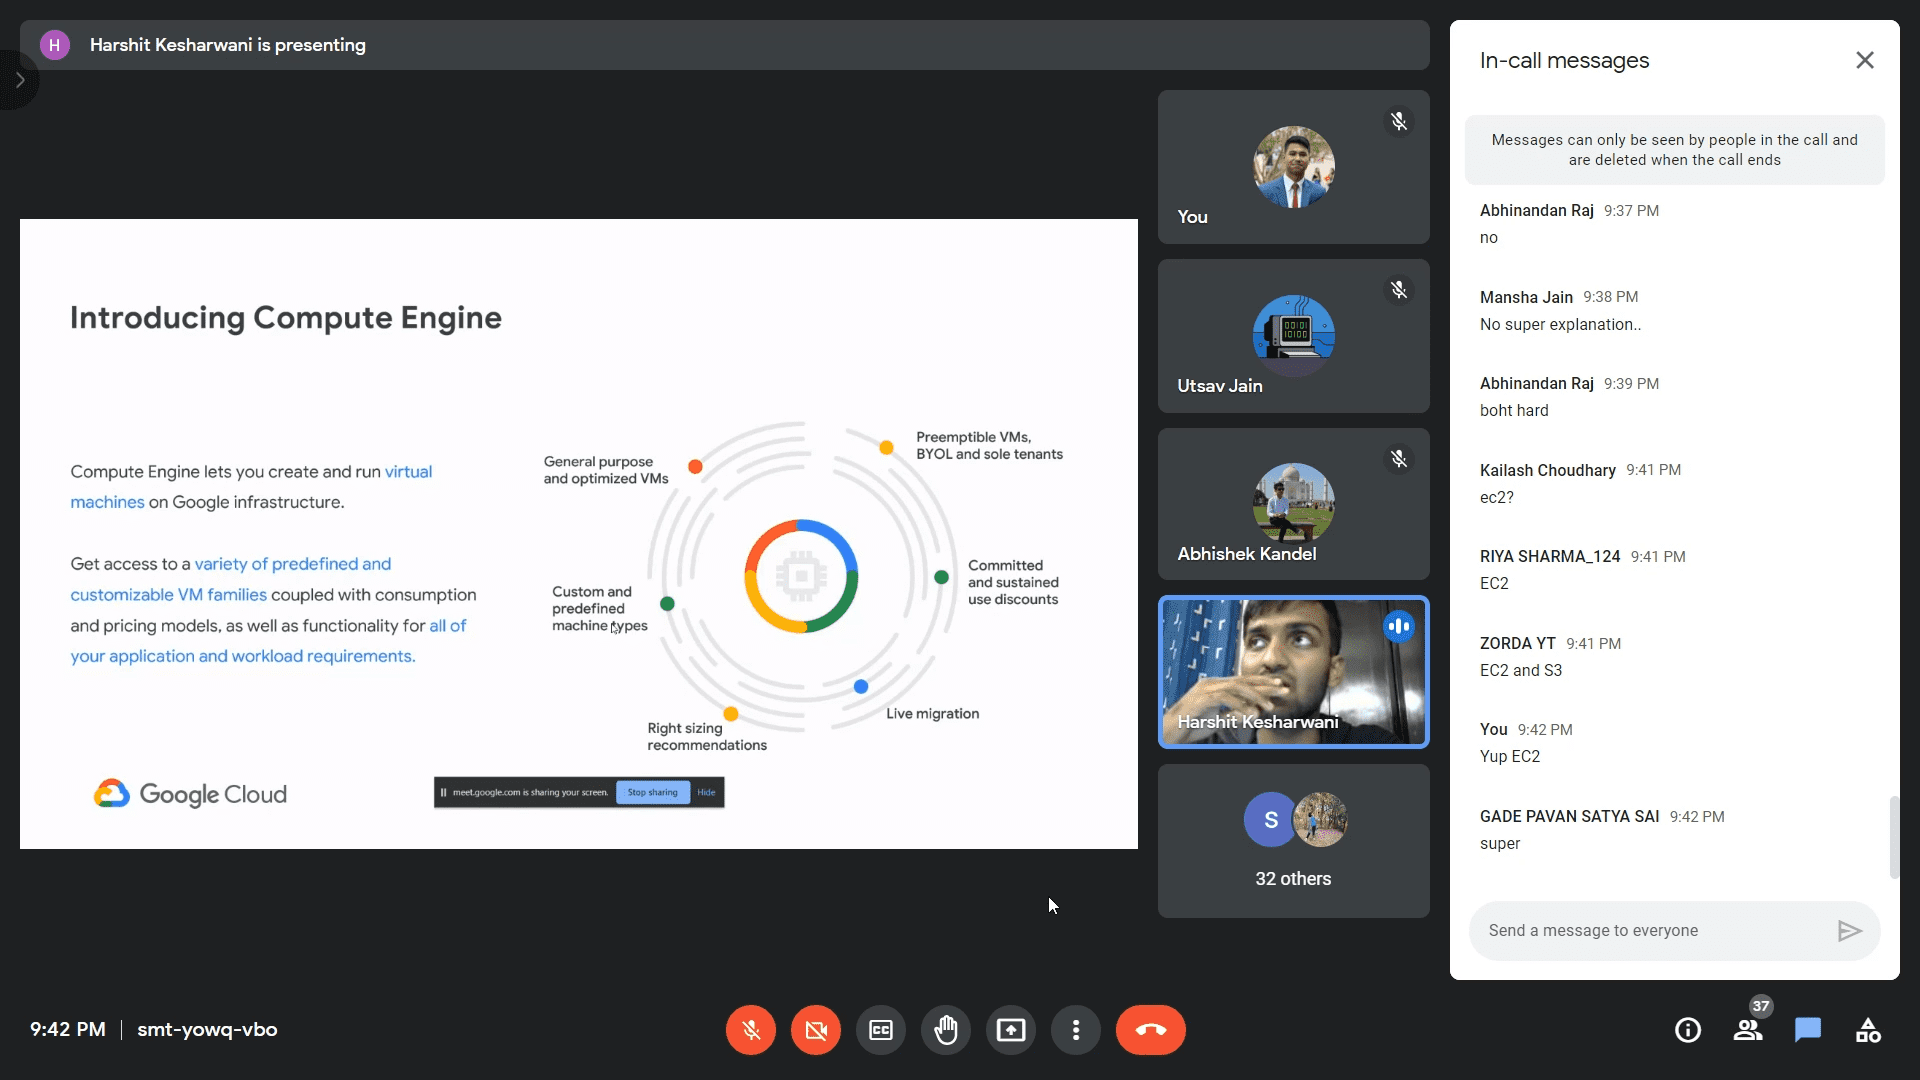 H
Harshit Kesharwani is presenting
Introducing Compute Engine
Compute Engine lets you create and run virtual
machines on Google infrastructure.
Get access to a variety of predefined and
customizable VM families coupled with consumption
and pricing models, as well as functionality for all of
your application and workload requirements.
General purpose
and optimized VMs
Preemptible VMs,
BYOL and sole tenants
Custom and
predefined
machine types
Committed
and sustained
use discounts
Right sizing
recommendations
Live migration
Google Cloud
meet.google.com is sharing your screen.
Stop sharing
Hide
You
00101
10100
Utsav Jain
Abhishek Kandel
Harshit Kesharwani
S
32 others
In-call messages
Messages can only be seen by people in the call and
are deleted when the call ends
Abhinandan Raj 9:37 PM
no
Mansha Jain 9:38 PM
No super explanation..
Abhinandan Raj 9:39 PM
boht hard
Kailash Choudhary 9:41 PM
ec2?
RIYA SHARMA_124 9:41 PM
EC2
ZORDA YT 9:41 PM
EC2 and S3
You 9:42 PM
Yup EC2
GADE PAVAN SATYA SAI 9:42 PM
super
Send a message to everyone
9:42 PM | smt-yowq-vbo
CC
37